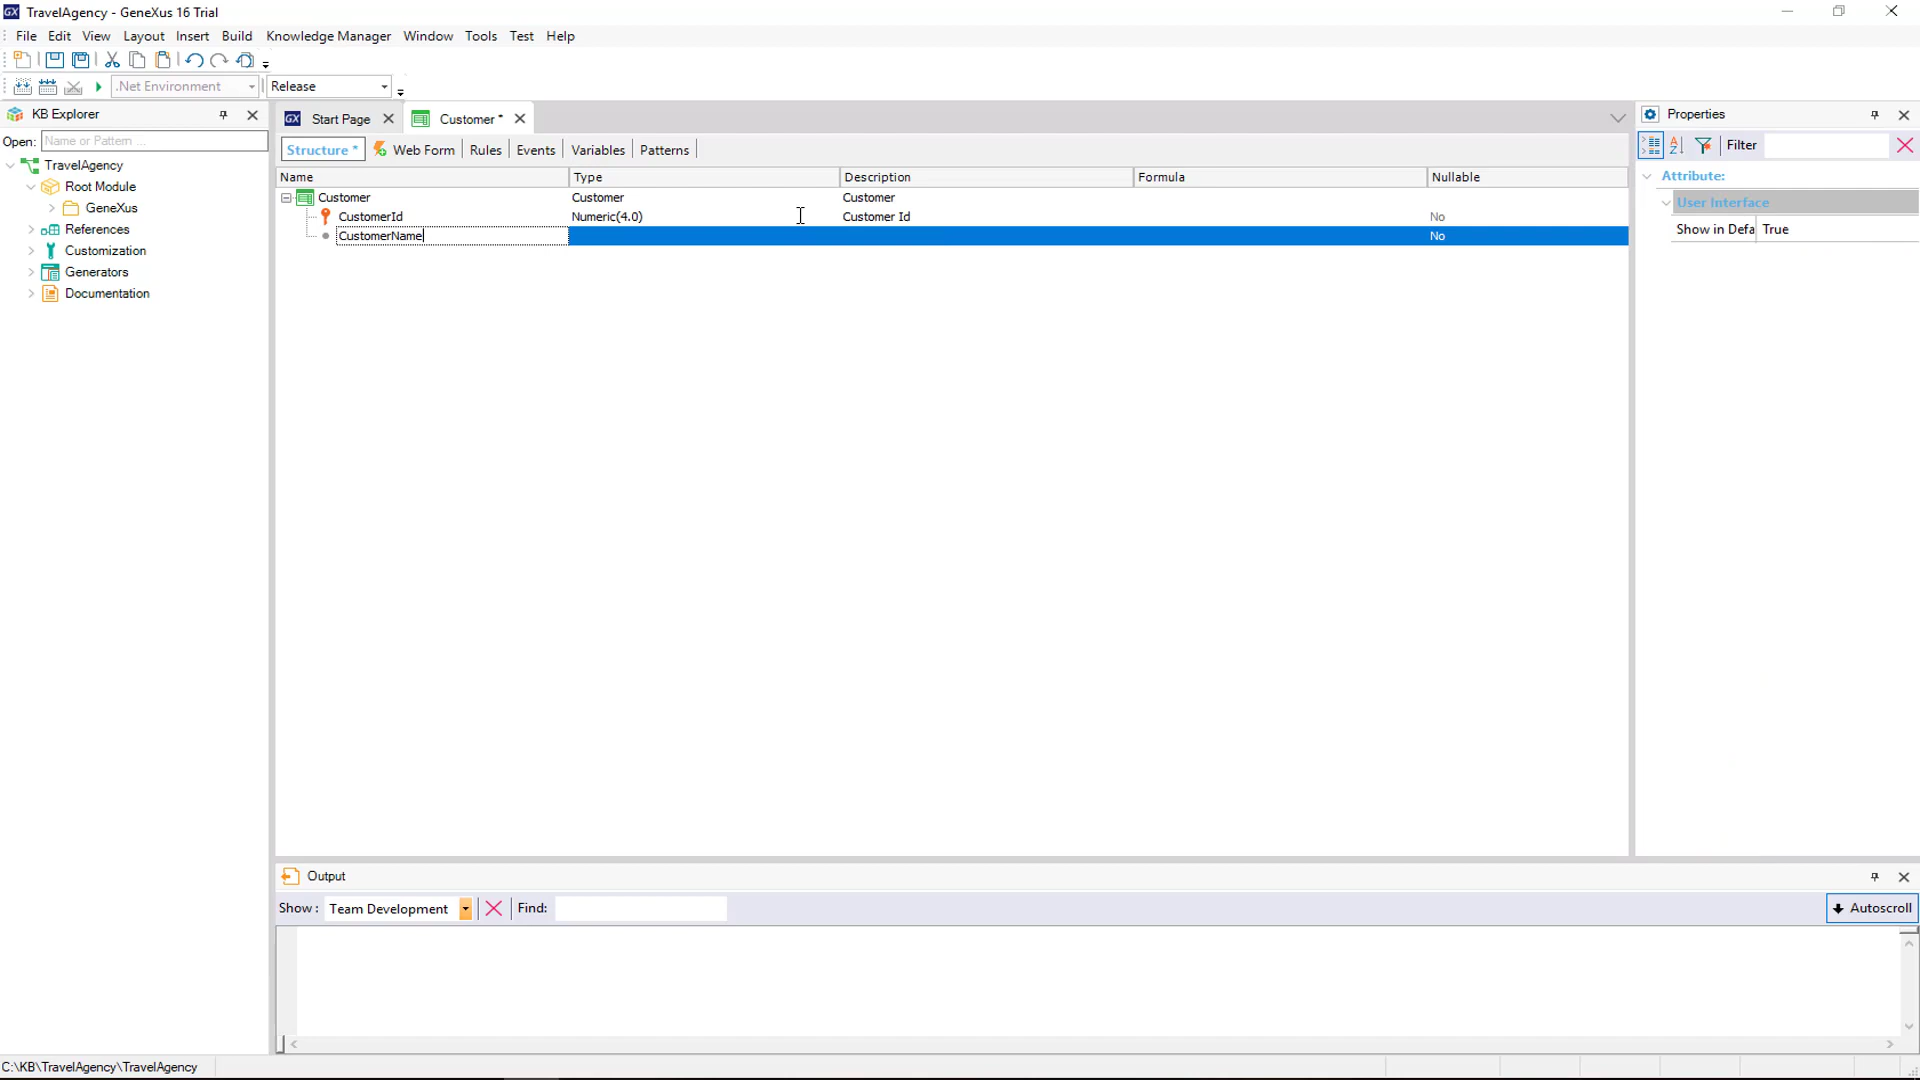 TravelAgency - GeneXus 16 Trial
File Edit View Layout Insert Build Knowledge Manager Window Tools Test Help
.Net Environment Release
KB Explorer
Open: Name or Pattern ...
TravelAgency
Root Module
GeneXus
References
Customization
Generators
Documentation
Start Page Customer *
Structure * Web Form Rules Events Variables Patterns
Name Type Description Formula Nullable
Customer Customer Customer
CustomerId Numeric(4.0) Customer Id No
CustomerName No
Properties
Filter
Attribute:
User Interface
Show in Defa True
Output
Show : Team Development Find: Autoscroll
C:\KB\TravelAgency\TravelAgency